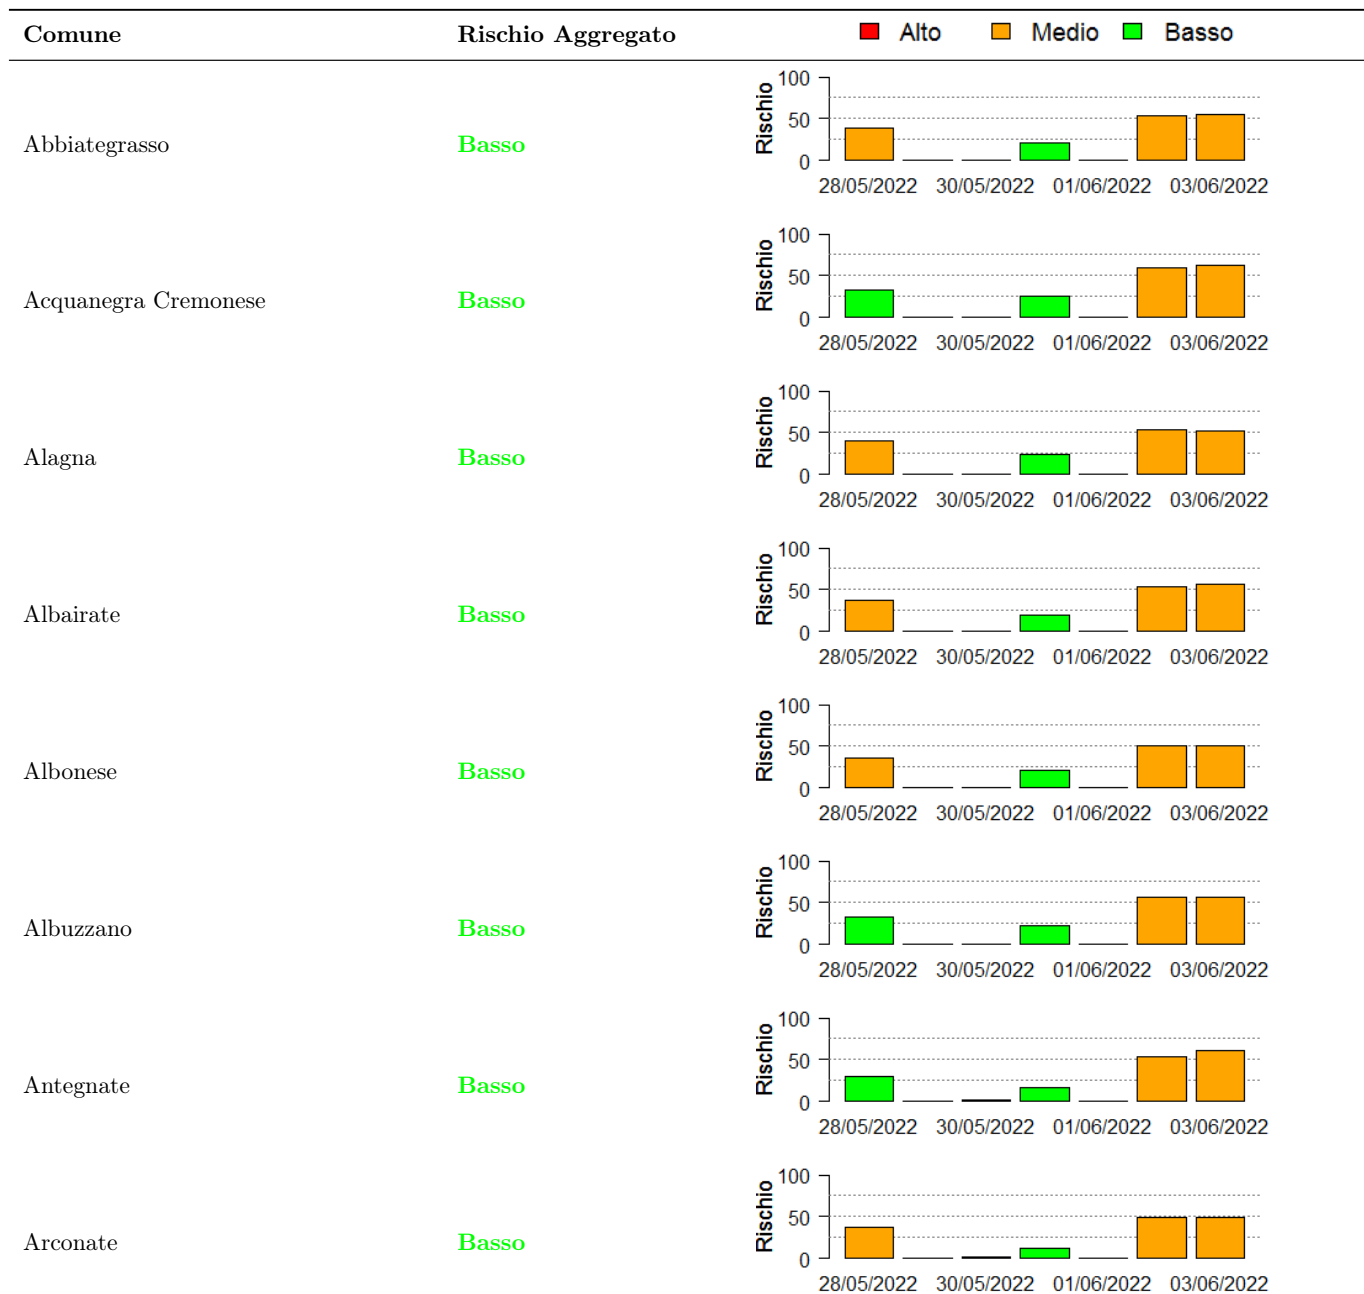 Comune Rischio Aggregato Alto Medio Basso
Abbiategrasso Basso Rischio 100 50 0
28/05/2022 30/05/2022 01/06/2022 03/06/2022
Acquanegra Cremonese Basso Rischio 100 50 0
28/05/2022 30/05/2022 01/06/2022 03/06/2022
Alagna Basso Rischio 100 50 0
28/05/2022 30/05/2022 01/06/2022 03/06/2022
Albairate Basso Rischio 100 50 0
28/05/2022 30/05/2022 01/06/2022 03/06/2022
Albonese Basso Rischio 100 50 0
28/05/2022 30/05/2022 01/06/2022 03/06/2022
Albuzzano Basso Rischio 100 50 0
28/05/2022 30/05/2022 01/06/2022 03/06/2022
Antegnate Basso Rischio 100 50 0
28/05/2022 30/05/2022 01/06/2022 03/06/2022
Arconate Basso Rischio 100 50 0
28/05/2022 30/05/2022 01/06/2022 03/06/2022